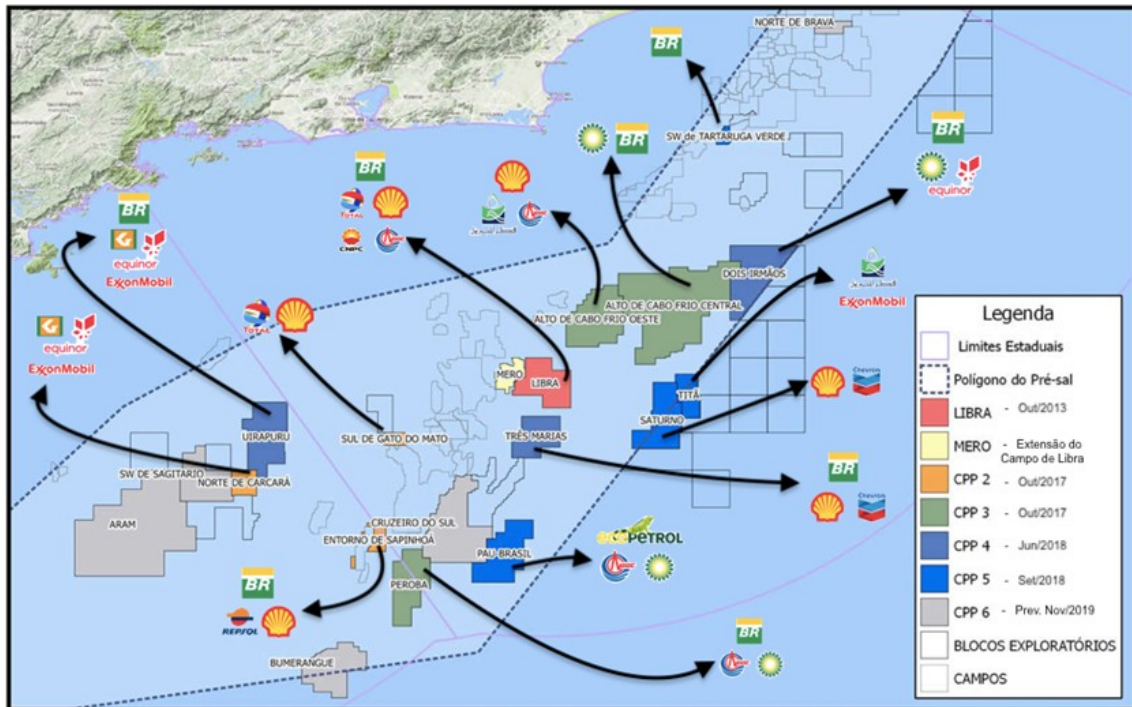 NORTE DE BRAVA
BR
SW de TARTARUGA VERDE
BR
BR
equinor
BR
TOTAL
CNPC
BR
equinor
ExxonMobil
DOIS IRMÃOS
ExxonMobil
ALTO DE CABO FRIO CENTRAL
ALTO DE CABO FRIO OESTE
TOTAL
equinor
ExxonMobil
MERO
LIBRA
TITÃ
SATURNO
Chevron
UIRAPURU
SUL DE GATO DO MATO
TRÊS MARIAS
BR
Chevron
SW DE SAGITÁRIO
NORTE DE CARCARÁ
ARAM
CRUZEIRO DO SUL
ENTORNO DE SAPINHOÁ
PAU BRASIL
ecoPETROL
PEROBA
BR
REPSOL
BR
BUMERANGUE
Legenda
Limites Estaduais
Polígono do Pré-sal
LIBRA - Out/2013
MERO - Extensão do
Campo de Libra
CPP 2 - Out/2017
CPP 3 - Out/2017
CPP 4 - Jun/2018
CPP 5 - Set/2018
CPP 6 - Prev. Nov/2019
BLOCOS EXPLORATÓRIOS
CAMPOS